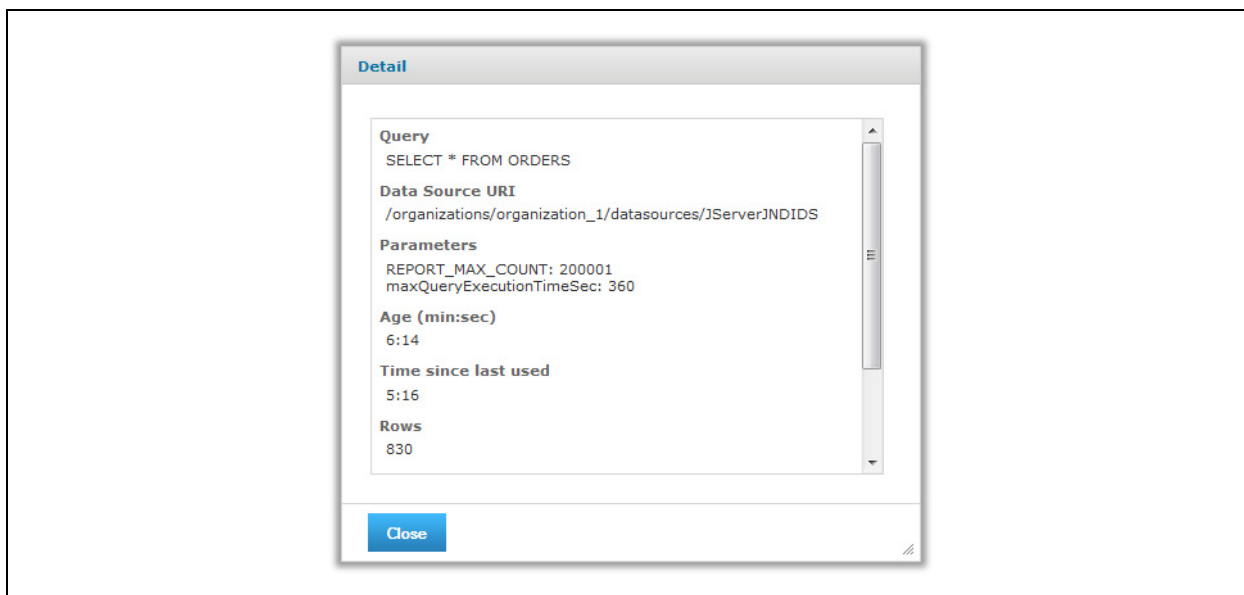 Detail
Query
SELECT * FROM ORDERS
Data Source URI
/organizations/organization_1/datasources/JServerJNDIDS
Parameters
REPORT_MAX_COUNT: 200001
maxQueryExecutionTimeSec: 360
Age (min:sec)
6:14
Time since last used
5:16
Rows
830
Close